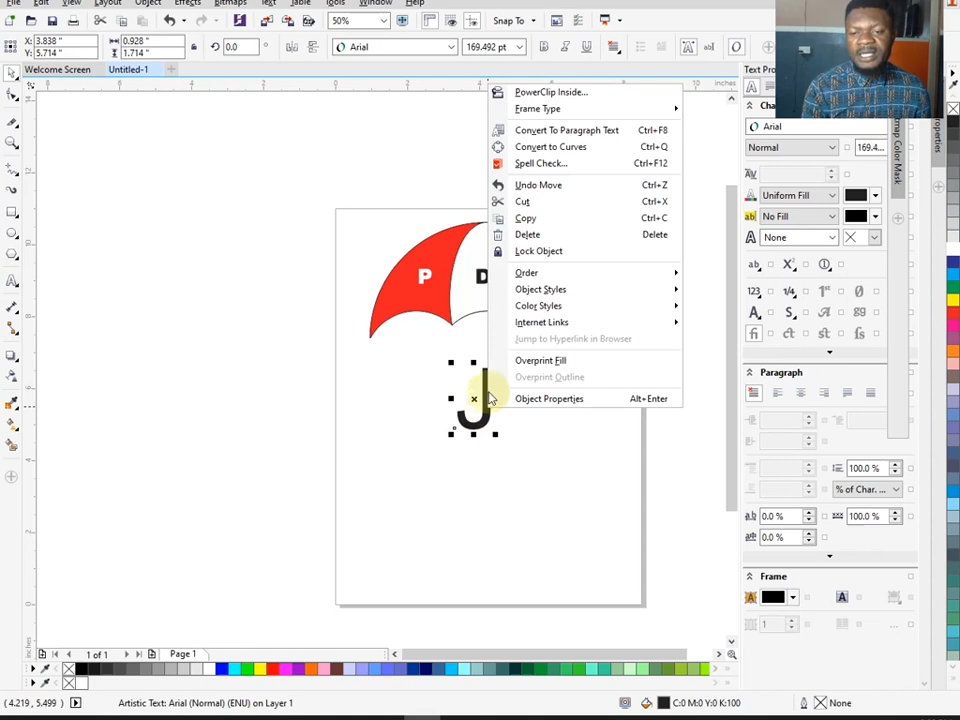 File Edit View Layout Object Effects Bitmaps Text Table Tools Window Help
50% Snap To
3.838 "
5.714 "
0.928 "
1.714 "
0.0 Arial 169.492 pt
Welcome Screen Untitled-1
inches
PowerClip Inside...
Frame Type
Convert To Paragraph Text Ctrl+F8
Convert to Curves Ctrl+Q
Spell Check... Ctrl+F12
Undo Move Ctrl+Z
Cut Ctrl+X
Copy Ctrl+C
Delete Delete
Lock Object
Order
Object Styles
Color Styles
Internet Links
Jump to Hyperlink in Browser
Overprint Fill
Overprint Outline
Object Properties Alt+Enter
P D
J
Text Pro
Cha
Arial
Normal 169.4...
Uniform Fill
No Fill
None
Paragraph
100.0 %
% of Char. ...
0.0 % 100.0 %
0.0 %
Frame
1
map Color Mask
Properties
1 of 1 Page 1
(4.219, 5.499) Artistic Text: Arial (Normal) (ENU) on Layer 1 C:0 M:0 Y:0 K:100 None